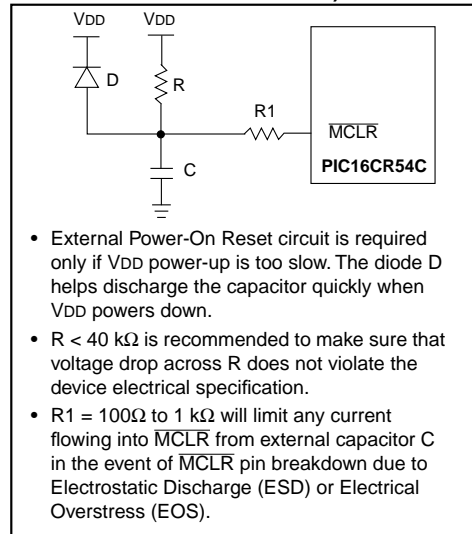 VDD VDD
D
R
R1
MCLR
PIC16CR54C
C
• External Power-On Reset circuit is required
only if VDD power-up is too slow. The diode D
helps discharge the capacitor quickly when
VDD powers down.
• R < 40 kΩ is recommended to make sure that
voltage drop across R does not violate the
device electrical specification.
• R1 = 100Ω to 1 kΩ will limit any current
flowing into MCLR from external capacitor C
in the event of MCLR pin breakdown due to
Electrostatic Discharge (ESD) or Electrical
Overstress (EOS).